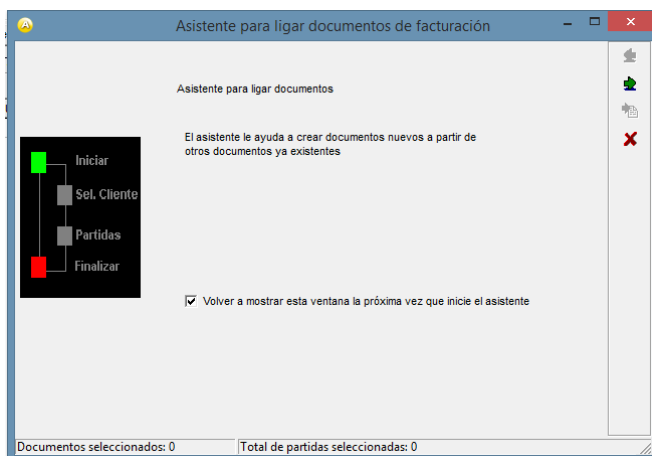 Asistente para ligar documentos de facturación
Asistente para ligar documentos
El asistente le ayuda a crear documentos nuevos a partir de
otros documentos ya existentes
Iniciar
Sel. Cliente
Partidas
Finalizar
Volver a mostrar esta ventana la próxima vez que inicie el asistente
Documentos seleccionados: 0
Total de partidas seleccionadas: 0